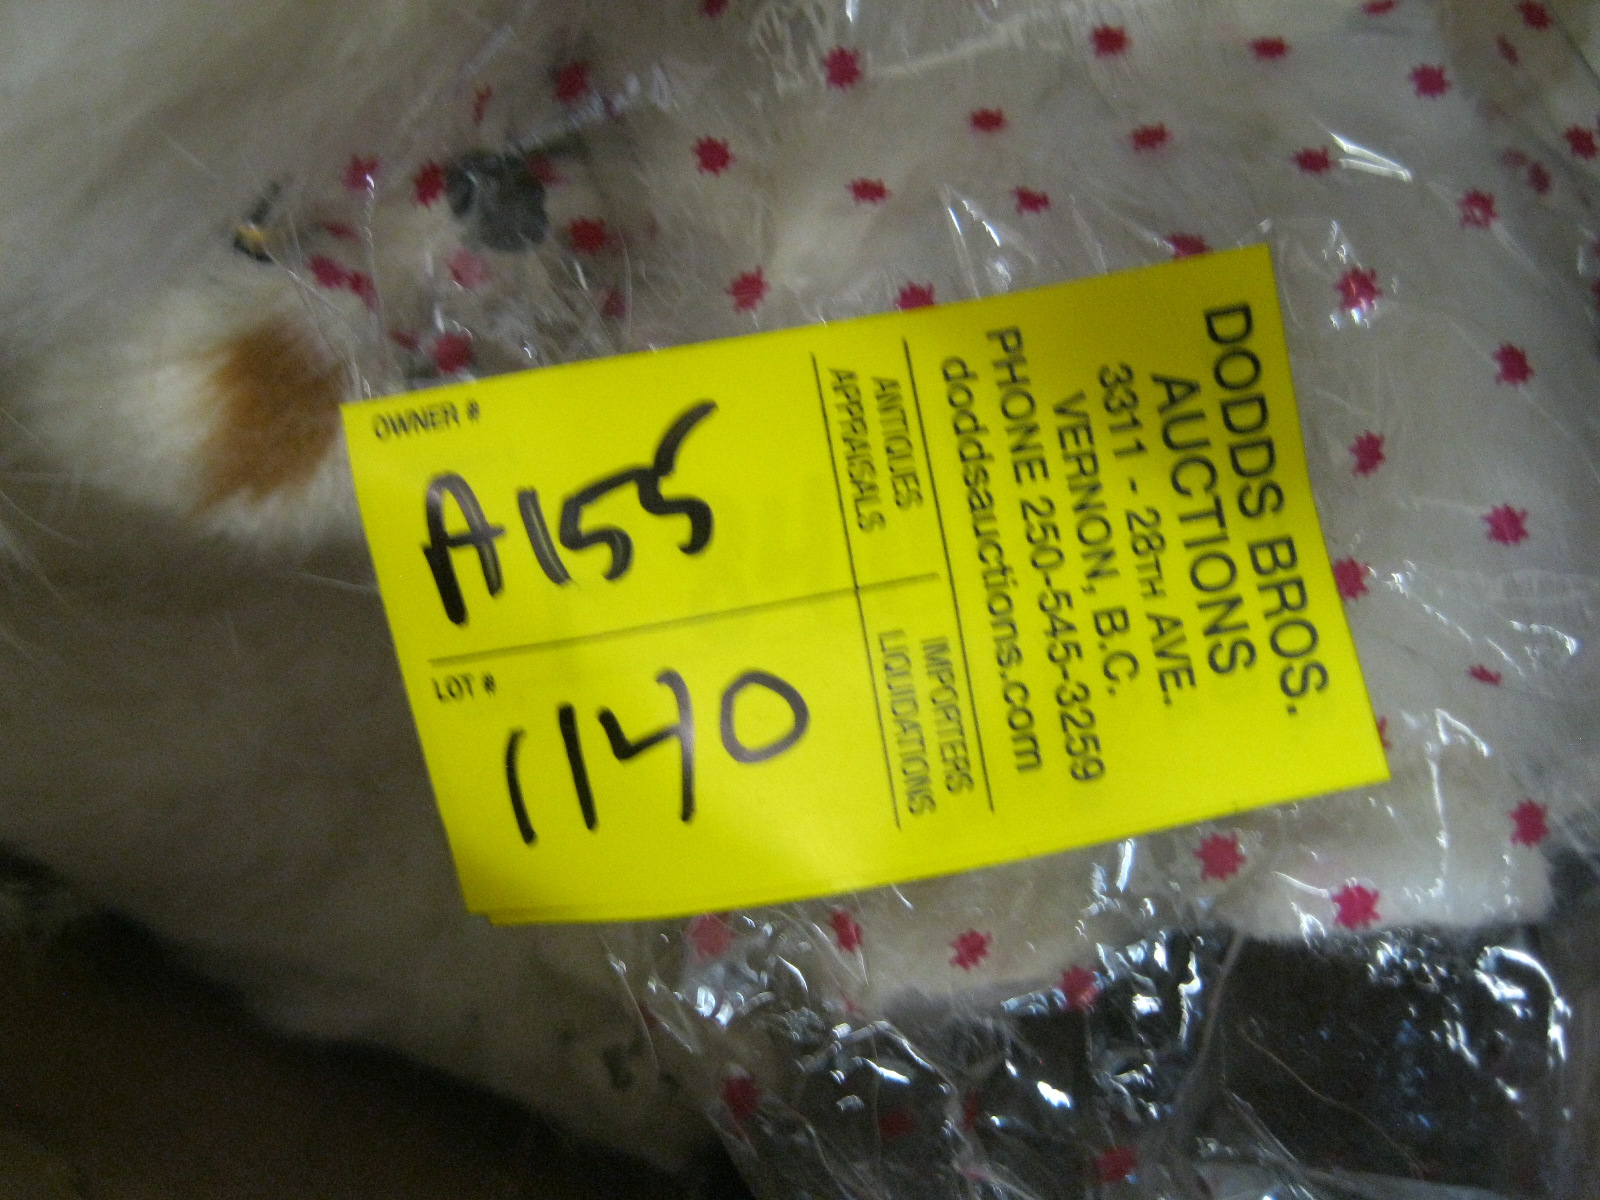 DODDS BROS.
AUCTIONS
3311 - 28TH AVE.
VERNON, B.C.
PHONE 250-545-3259
doddsauctions.com
ANTIQUES
APPRAISALS
IMPORTERS
LIQUIDATIONS
OWNER #
A155
LOT #
1140